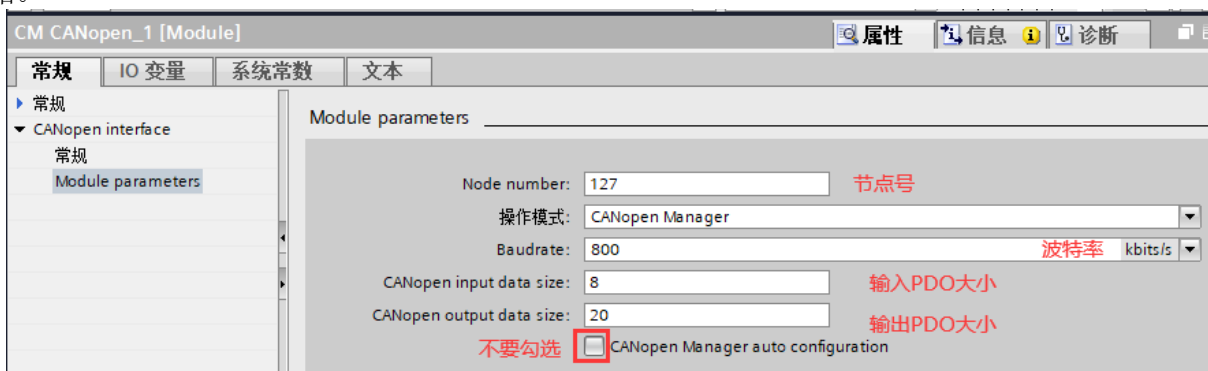 CM CANopen_1 [Module]
属性
信息
诊断
常规
IO 变量
系统常数
文本
常规
CANopen interface
常规
Module parameters
Module parameters
Node number: 127 节点号
操作模式: CANopen Manager
Baudrate: 800 波特率 kbits/s
CANopen input data size: 8 输入PDO大小
CANopen output data size: 20 输出PDO大小
不要勾选 CANopen Manager auto configuration